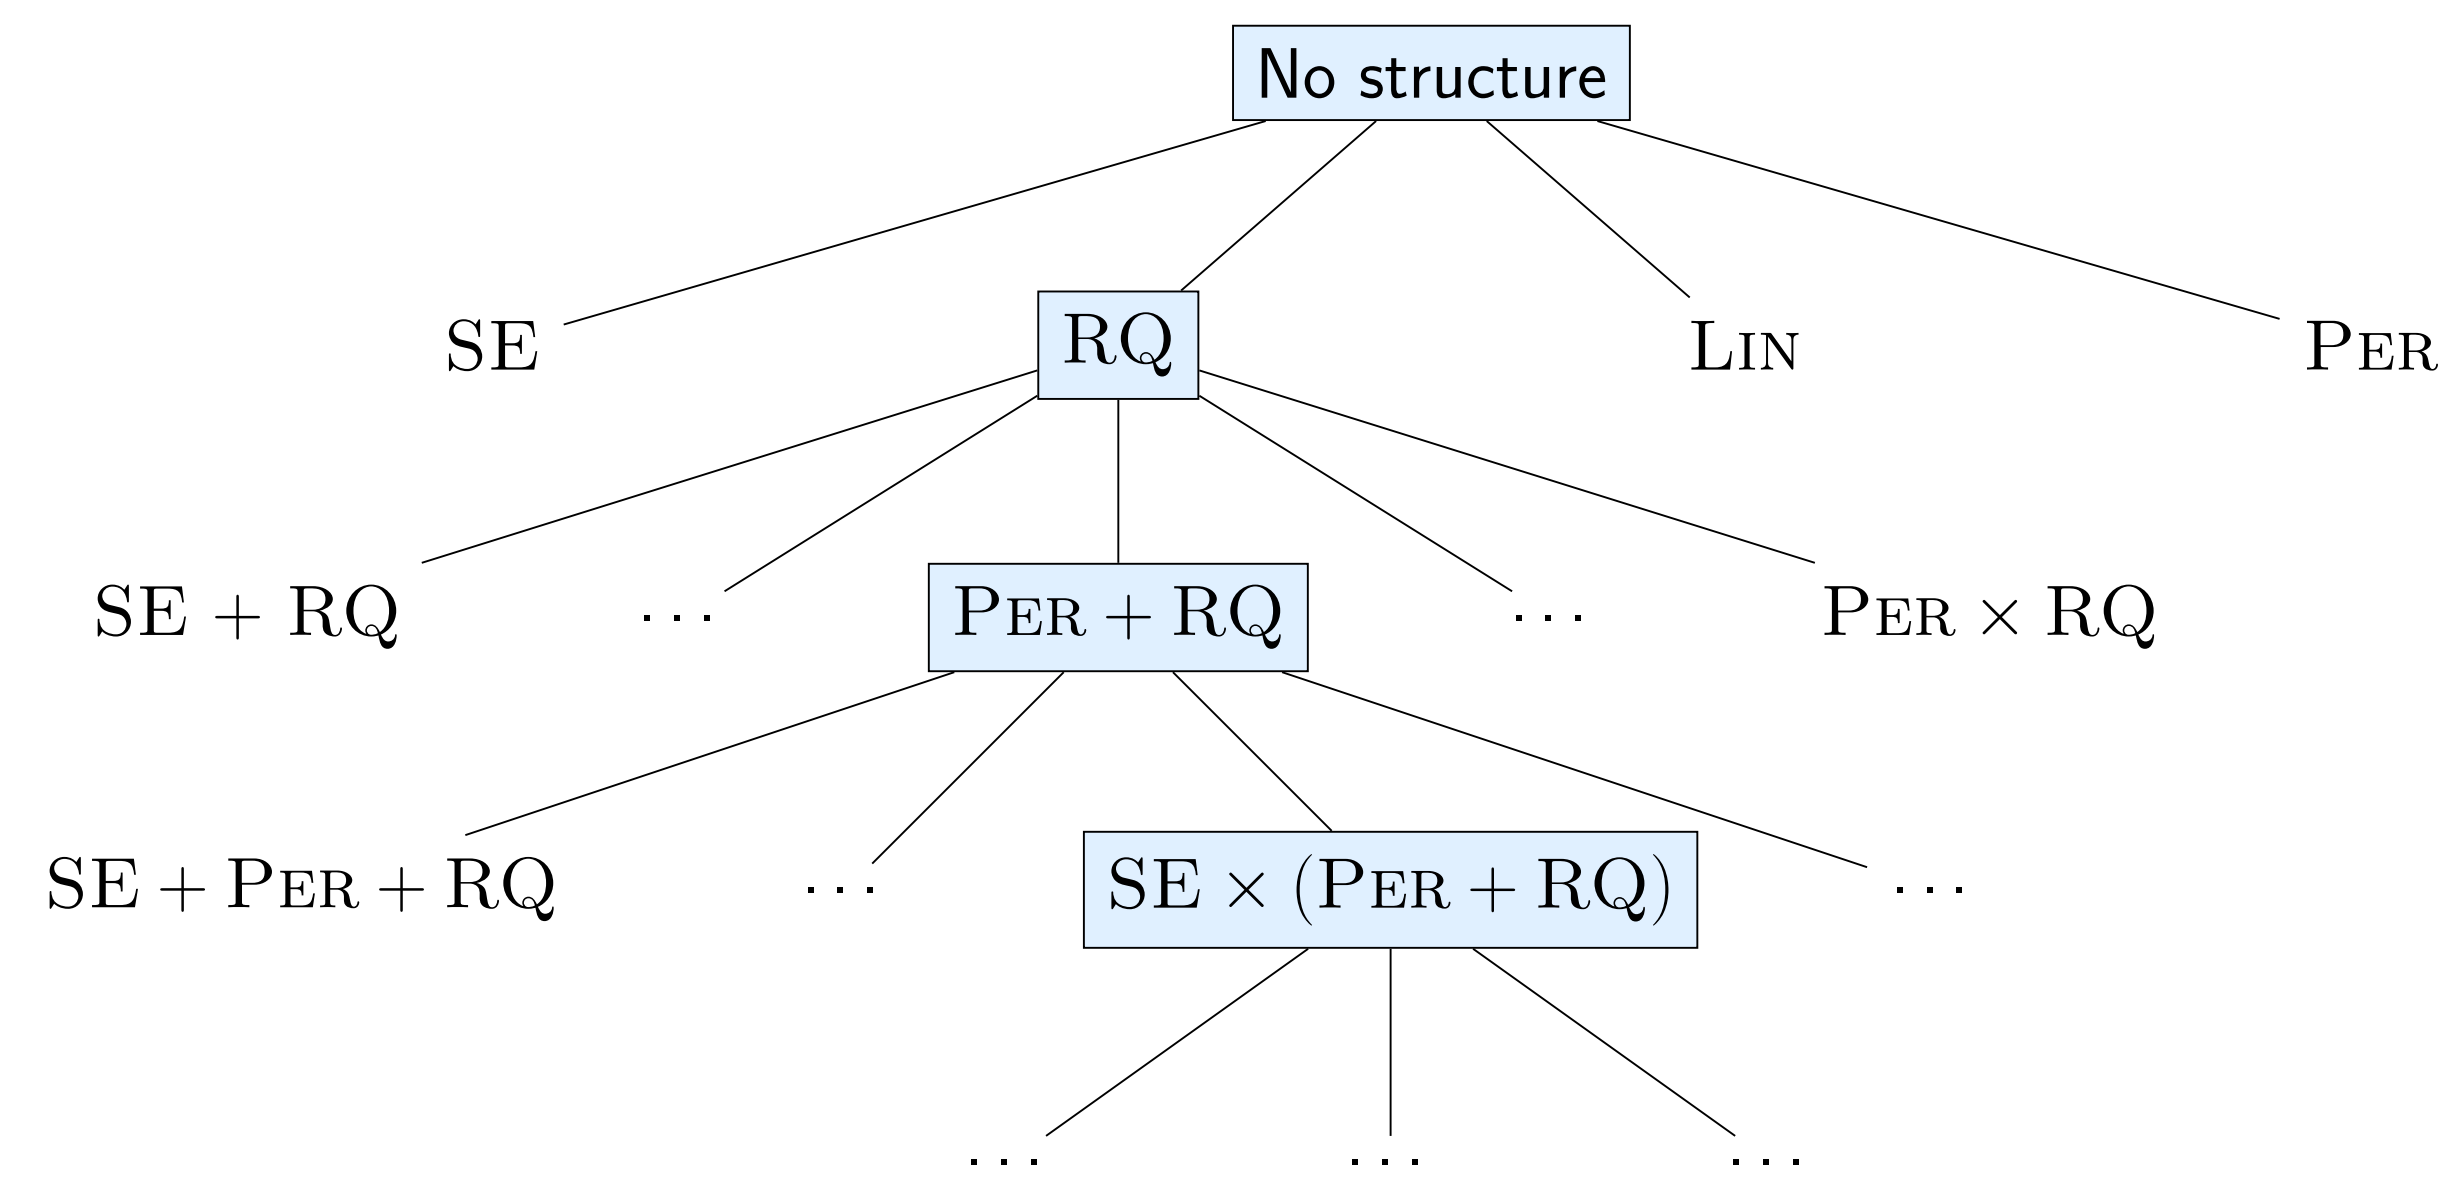 No structure
SE RQ Lin Per
SE + RQ ... Per + RQ ... Per × RQ
SE + Per + RQ ... SE × (Per + RQ) ...
... ... ...